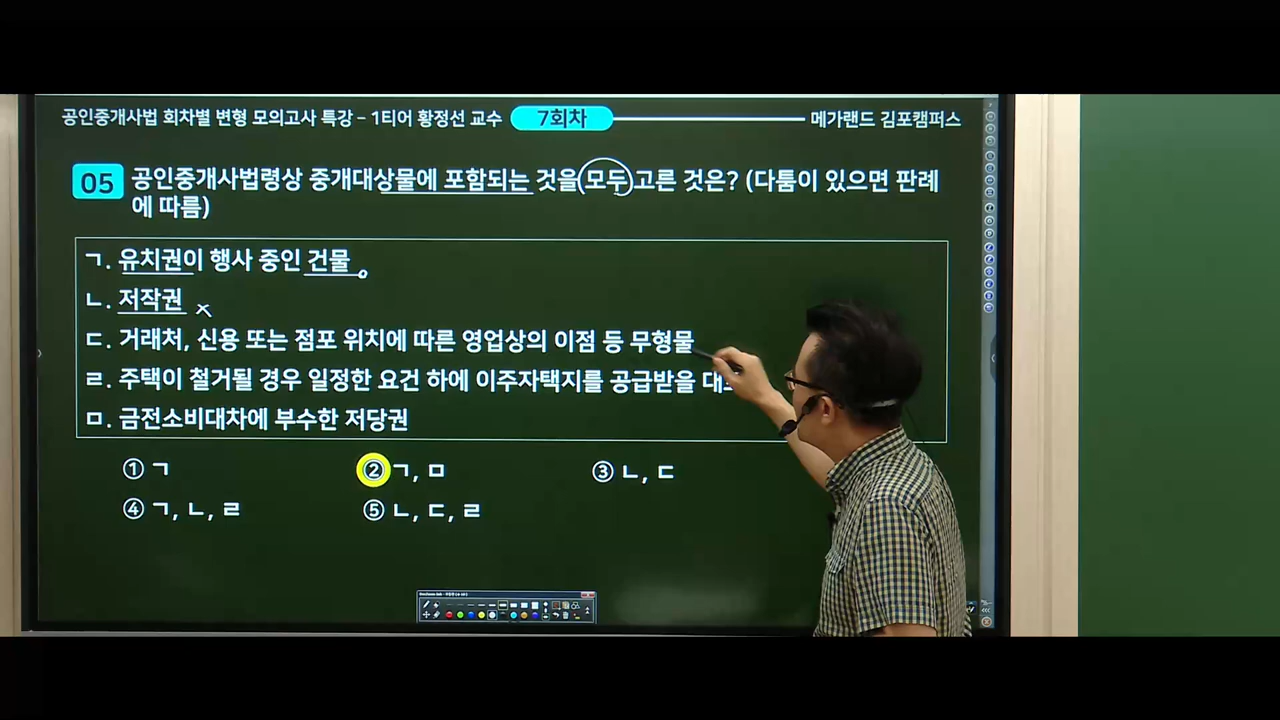 공인중개사법 회차별 변형 모의고사 특강 – 1티어 황정선 교수 7회차 메가랜드 김포캠퍼스
05 공인중개사법령상 중개대상물에 포함되는 것을 모두 고른 것은? (다툼이 있으면 판례
에 따름)
ㄱ. 유치권이 행사 중인 건물
ㄴ. 저작권 x
ㄷ. 거래처, 신용 또는 점포 위치에 따른 영업상의 이점 등 무형물
ㄹ. 주택이 철거될 경우 일정한 요건 하에 이주자택지를 공급받을
ㅁ. 금전소비대차에 부수한 저당권
① ㄱ ② ㄱ, ㅁ ③ ㄴ, ㄷ
④ ㄱ, ㄴ, ㄹ ⑤ ㄴ, ㄷ, ㄹ